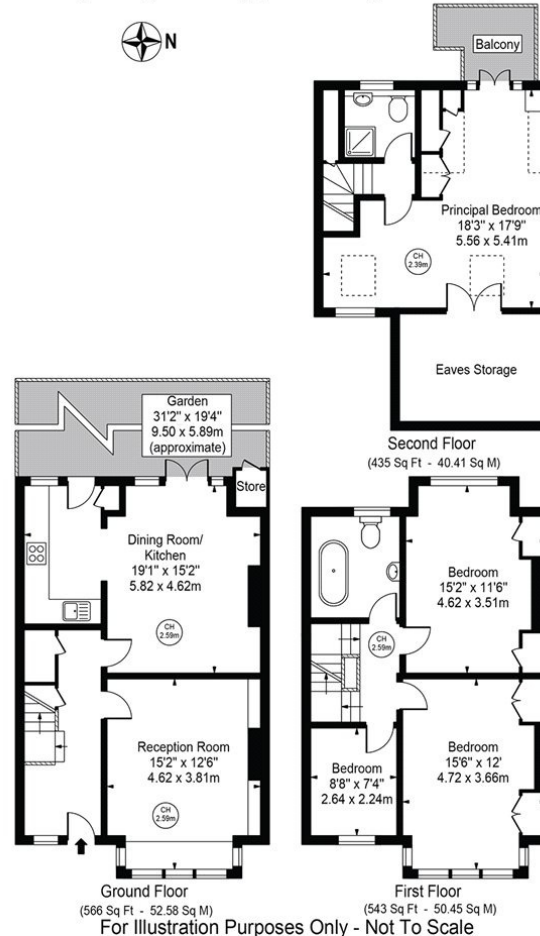 N
Balcony
Principal Bedroom
18'3" x 17'9"
5.56 x 5.41m
CH
2.39m
Eaves Storage
Second Floor
(435 Sq Ft - 40.41 Sq M)
Garden
31'2" x 19'4"
9.50 x 5.89m
(approximate)
Store
Dining Room/
Kitchen
19'1" x 15'2"
5.82 x 4.62m
CH
2.59m
Reception Room
15'2" x 12'6"
4.62 x 3.81m
CH
2.59m
Ground Floor
(566 Sq Ft - 52.58 Sq M)
Bedroom
15'2" x 11'6"
4.62 x 3.51m
CH
2.59m
Bedroom
8'8" x 7'4"
2.64 x 2.24m
Bedroom
15'6" x 12'
4.72 x 3.66m
First Floor
(543 Sq Ft - 50.45 Sq M)
For Illustration Purposes Only - Not To Scale